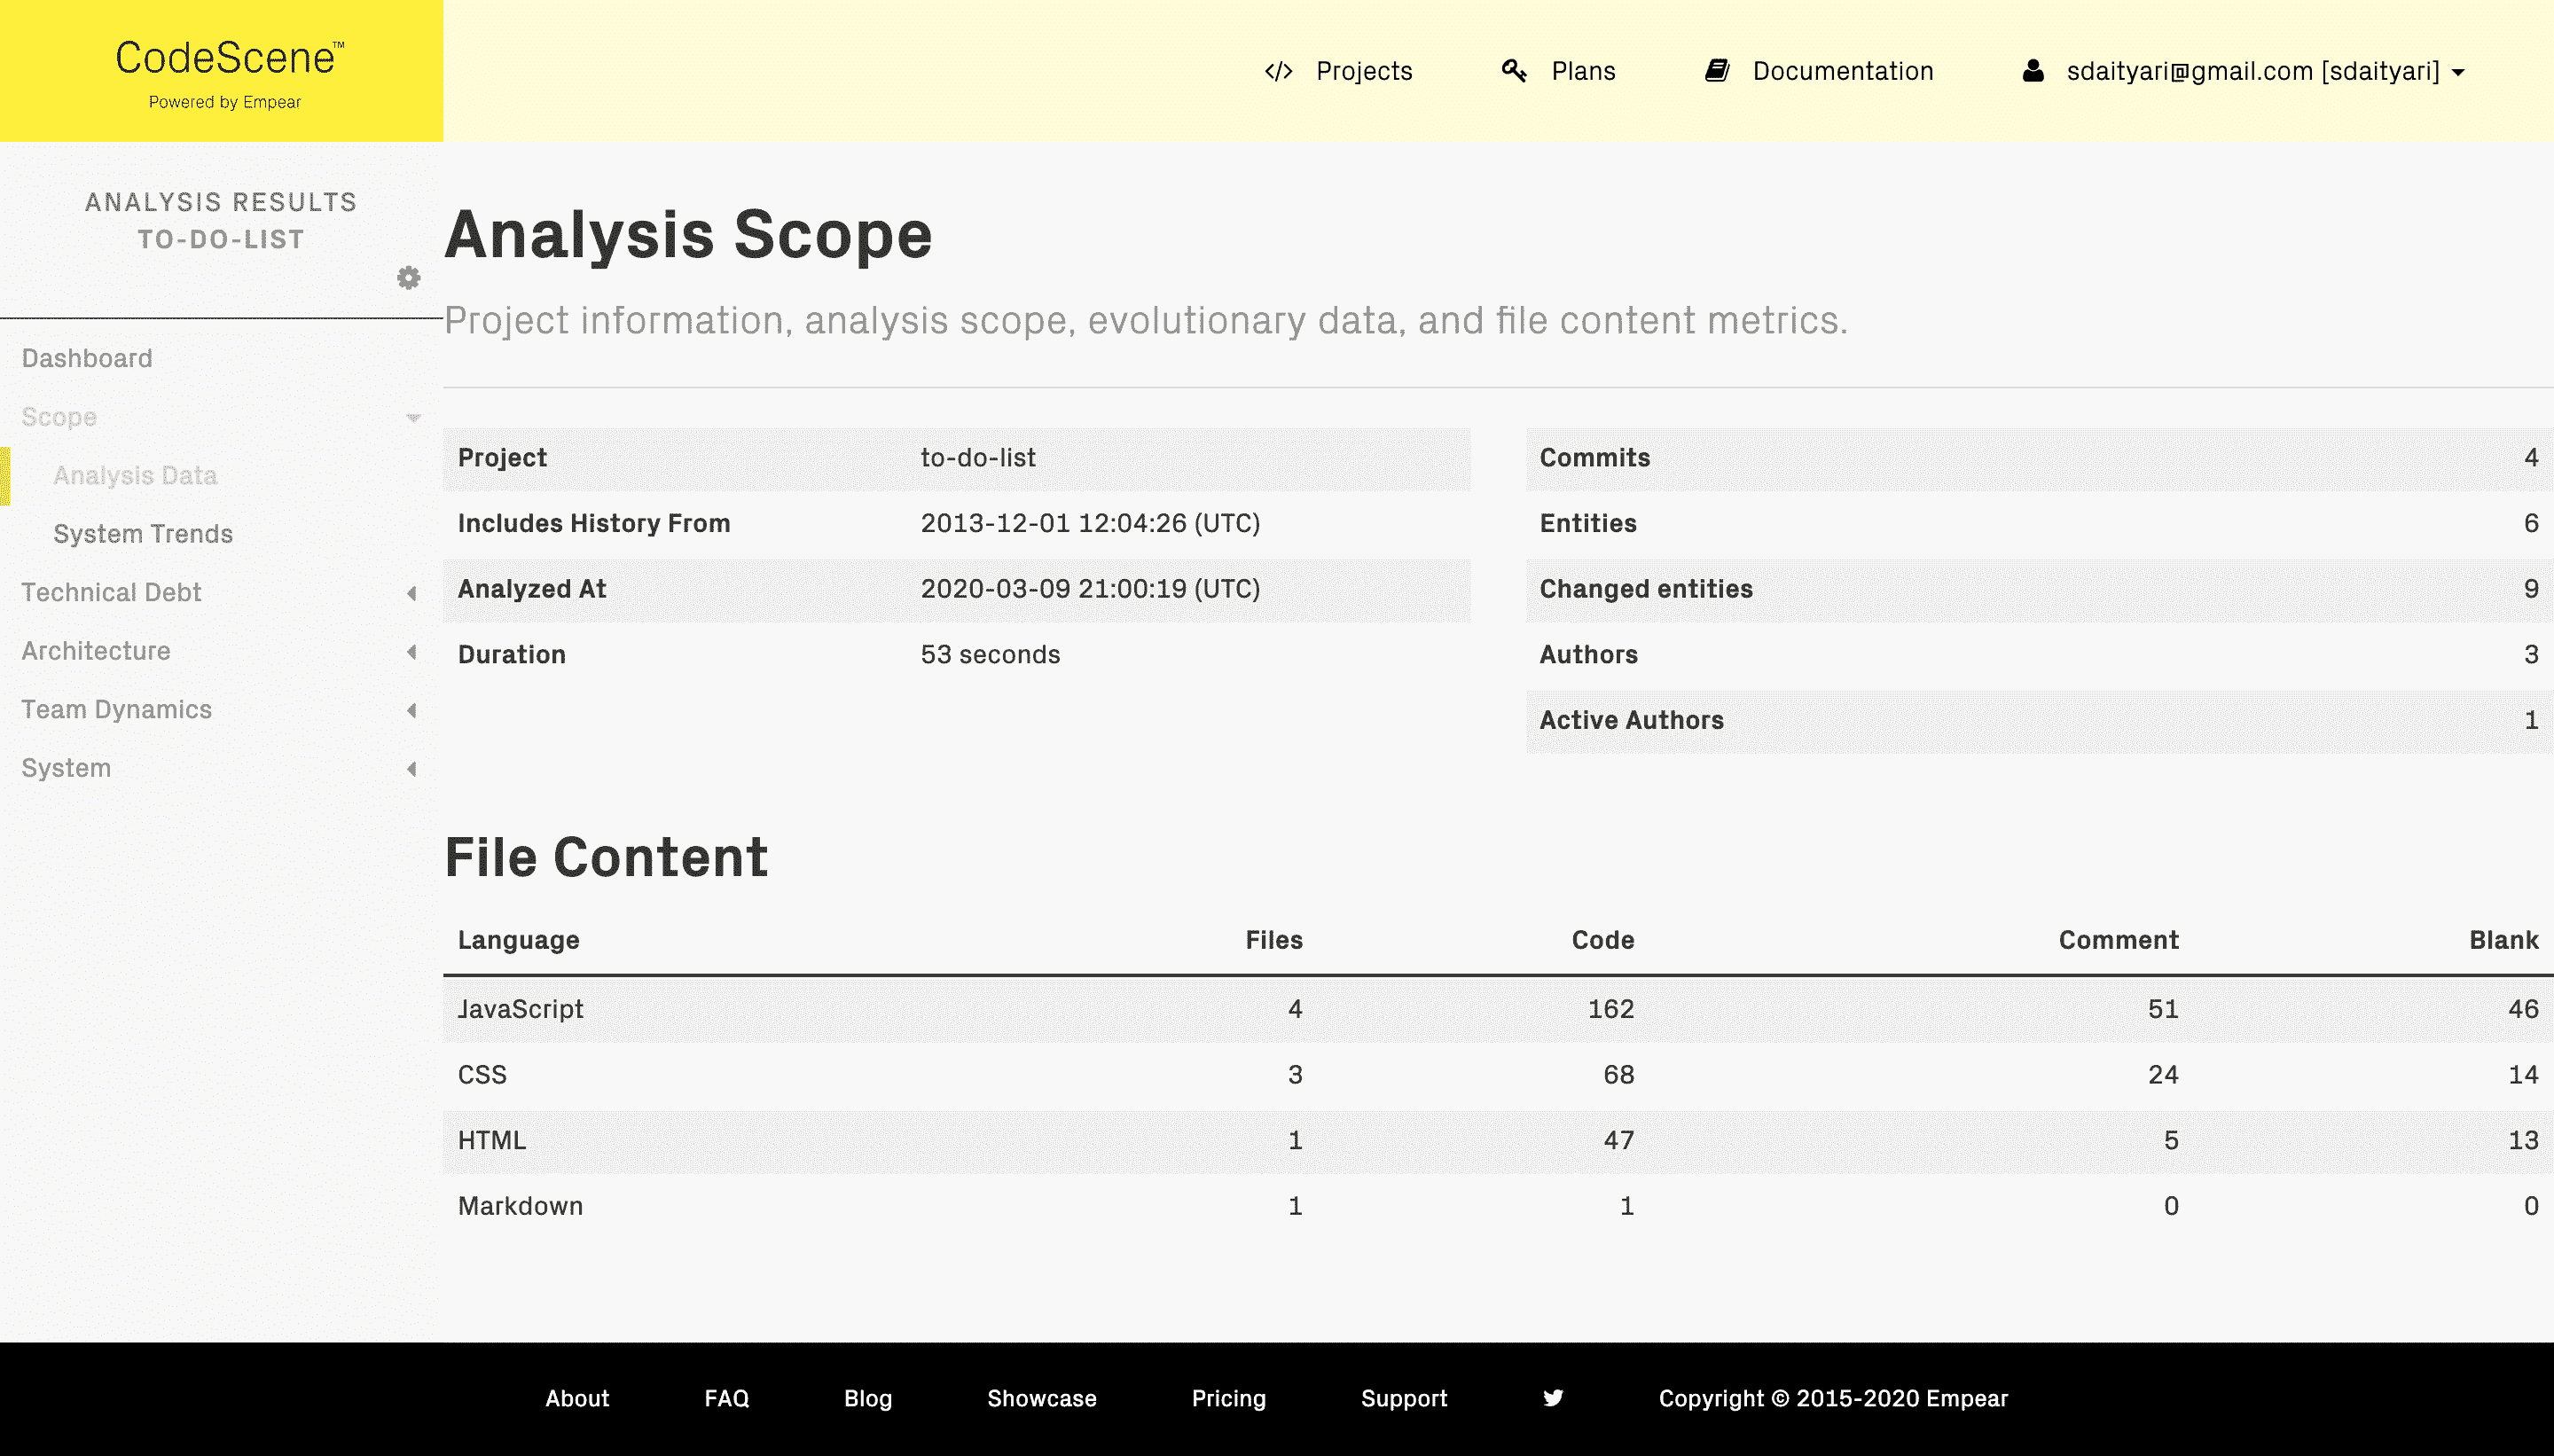 CodeScene™
Powered by Empear
Projects Plans Documentation sdaityari@gmail.com [sdaityari]
ANALYSIS RESULTS
TO-DO-LIST
Dashboard
Scope
Analysis Data
System Trends
Technical Debt
Architecture
Team Dynamics
System
Analysis Scope
Project information, analysis scope, evolutionary data, and file content metrics.
Project to-do-list
Includes History From 2013-12-01 12:04:26 (UTC)
Analyzed At 2020-03-09 21:00:19 (UTC)
Duration 53 seconds
Commits 4
Entities 6
Changed entities 9
Authors 3
Active Authors 1
File Content
Language Files Code Comment Blank
JavaScript 4 162 51 46
CSS 3 68 24 14
HTML 1 47 5 13
Markdown 1 1 0 0
About FAQ Blog Showcase Pricing Support Copyright © 2015-2020 Empear